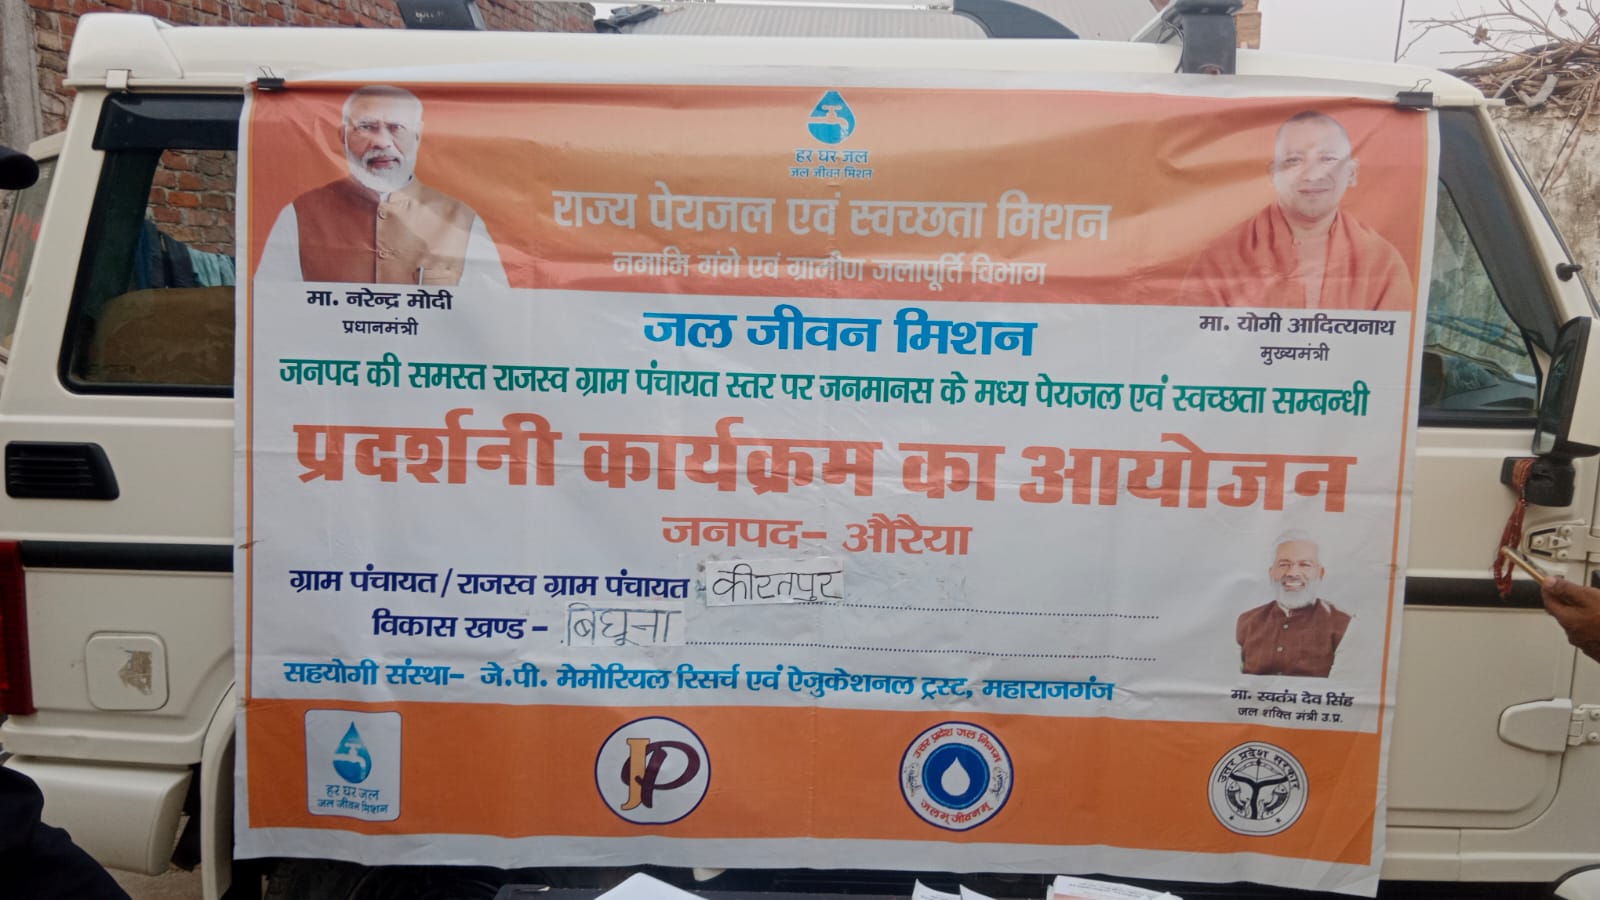 हर घर जल
जल जीवन मिशन
राज्य पेयजल एवं स्वच्छता मिशन
नमामि गंगे एवं ग्रामीण जलापूर्ति विभाग
मा. नरेन्द्र मोदी
प्रधानमंत्री
मा. योगी आदित्यनाथ
मुख्यमंत्री
जल जीवन मिशन
जनपद की समस्त राजस्व ग्राम पंचायत स्तर पर जनमानस के मध्य पेयजल एवं स्वच्छता सम्बन्धी
प्रदर्शनी कार्यक्रम का आयोजन
जनपद- औरैया
ग्राम पंचायत/राजस्व ग्राम पंचायत - कीरतपुर
विकास खण्ड - बिधूना
सहयोगी संस्था- जे.पी. मेमोरियल रिसर्च एवं ऐजुकेशनल ट्रस्ट, महाराजगंज
मा. स्वतंत्र देव सिंह
जल शक्ति मंत्री उ.प्र.
हर घर जल
जल जीवन मिशन
JP
उत्तर प्रदेश जल निगम
जलम् जीवनम्
उत्तर प्रदेश सरकार